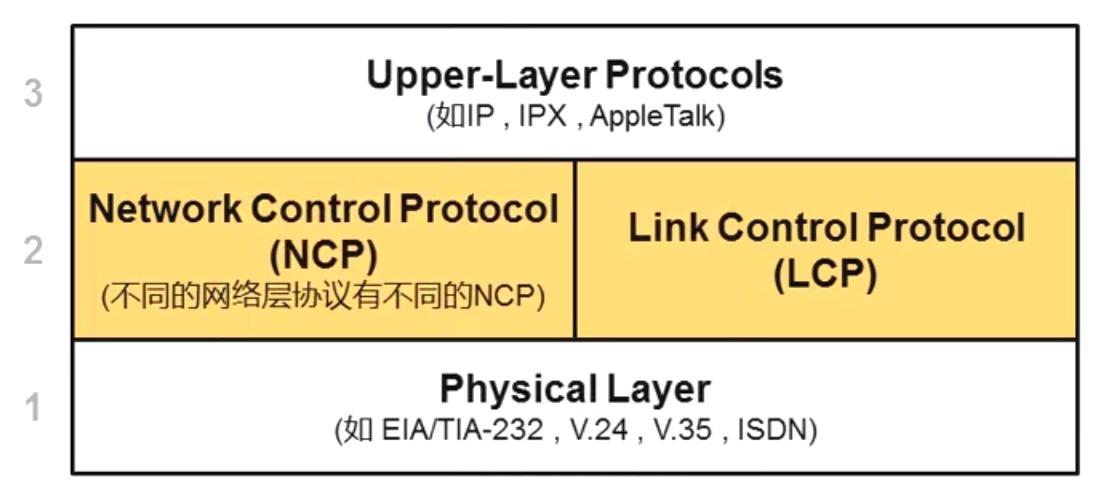 3
Upper-Layer Protocols
(如IP , IPX , AppleTalk)
2
Network Control Protocol
(NCP)
(不同的网络层协议有不同的NCP)
Link Control Protocol
(LCP)
1
Physical Layer
(如 EIA/TIA-232 , V.24 , V.35 , ISDN)